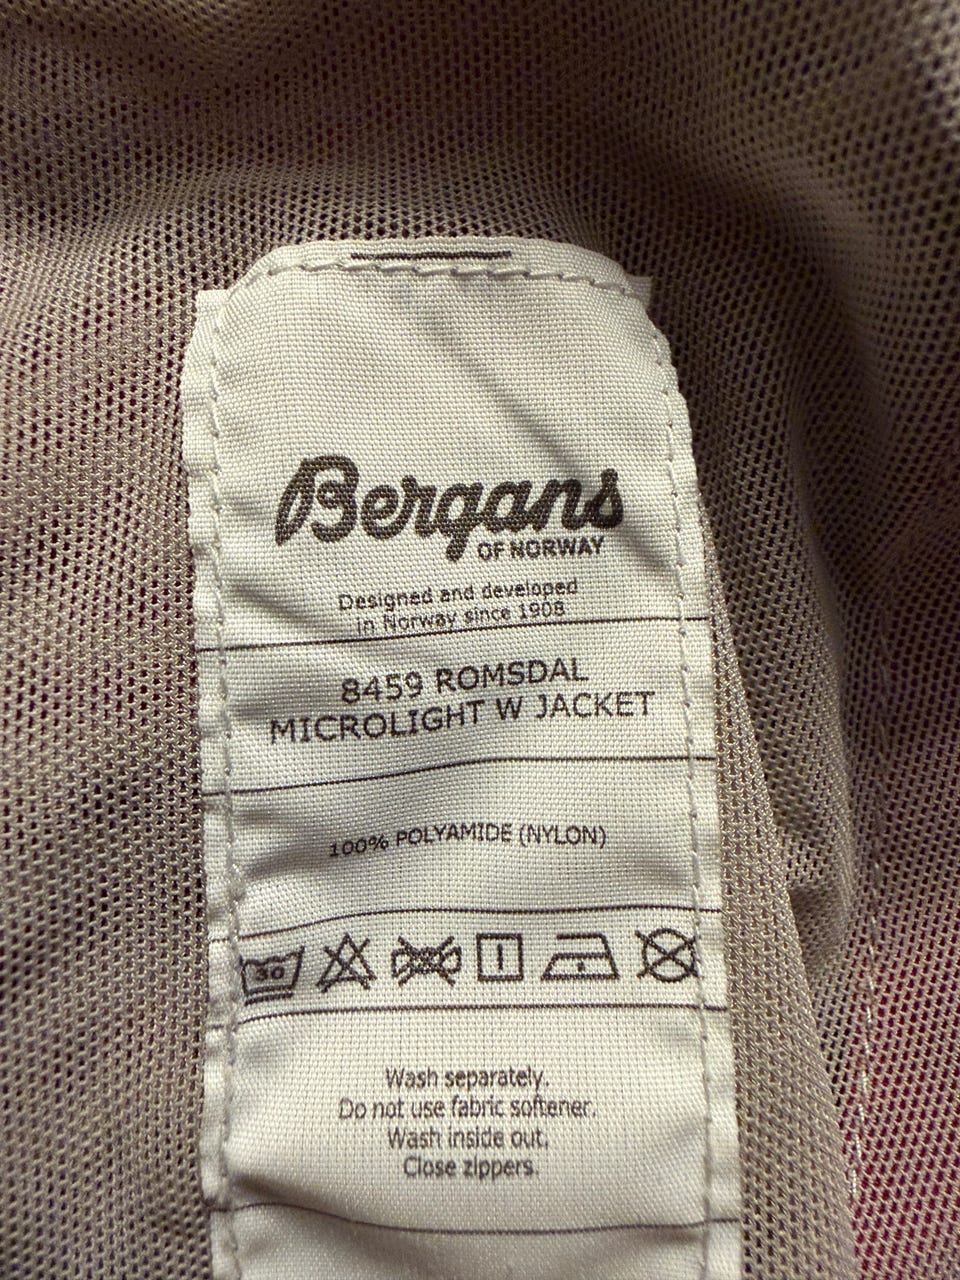 Bergans
OF NORWAY
Designed and developed
in Norway since 1908
8459 ROMSDAL
MICROLIGHT W JACKET
100% POLYAMIDE (NYLON)
30
Wash separately.
Do not use fabric softener.
Wash inside out.
Close zippers.